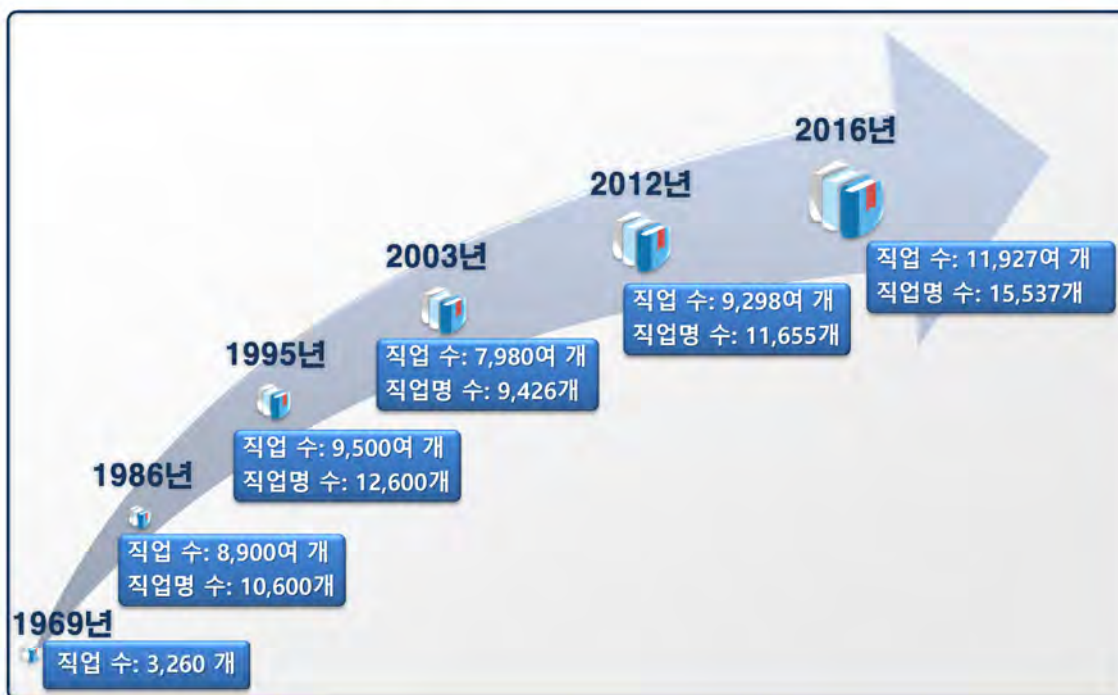 2016년
직업 수: 11,927여 개
직업명 수: 15,537개
2012년
직업 수: 9,298여 개
직업명 수: 11,655개
2003년
직업 수: 7,980여 개
직업명 수: 9,426개
1995년
직업 수: 9,500여 개
직업명 수: 12,600개
1986년
직업 수: 8,900여 개
직업명 수: 10,600개
1969년
직업 수: 3,260 개